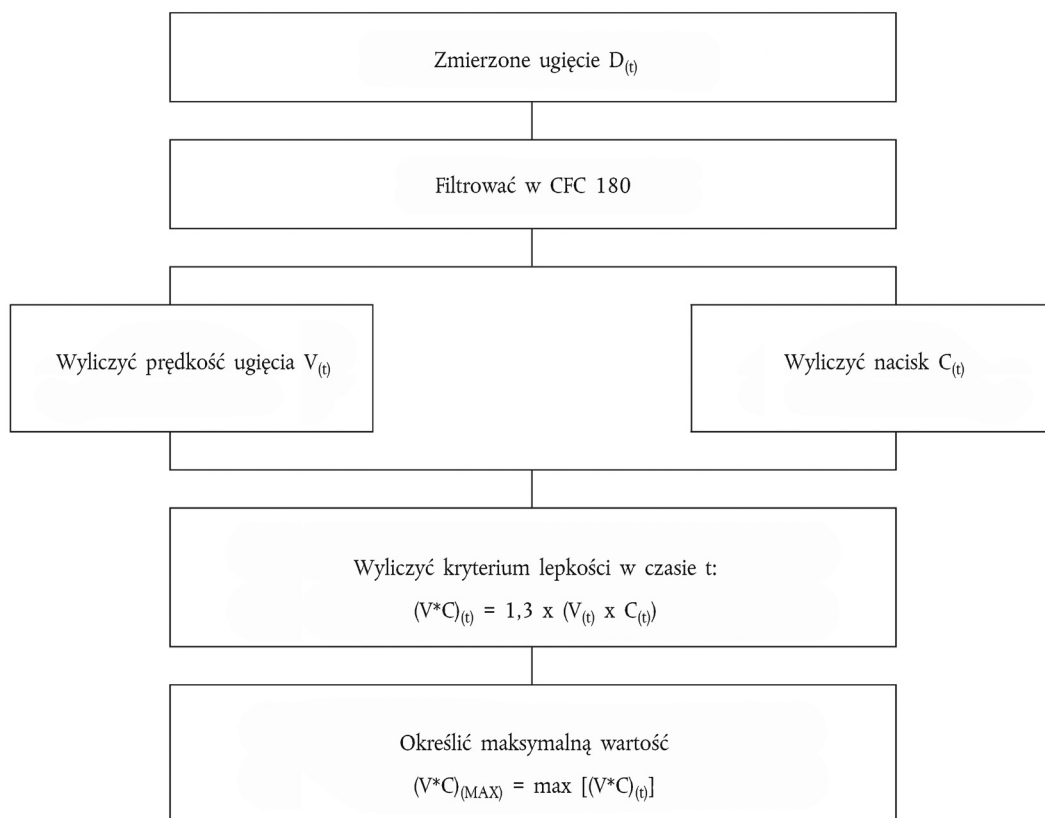 Zmierzone ugięcie D(t)
Filtrować w CFC 180
Wyliczyć prędkość ugięcia V(t)
Wyliczyć nacisk C(t)
Wyliczyć kryterium lepkości w czasie t:
(V*C)(t) = 1,3 x (V(t) x C(t))
Określić maksymalną wartość
(V*C)(MAX) = max [(V*C)(t)]